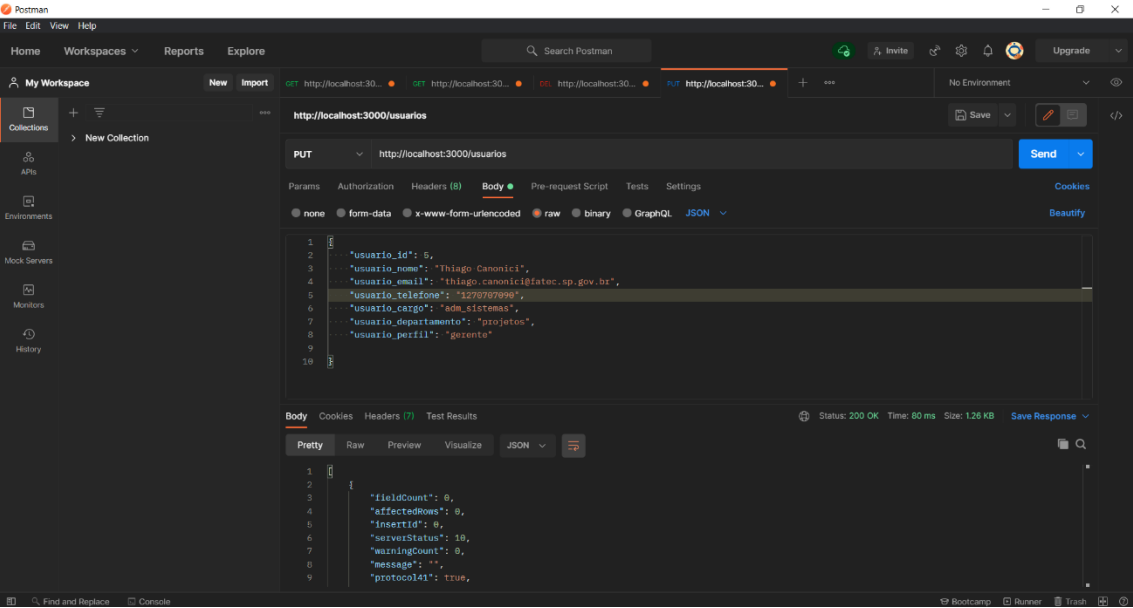 Postman
File Edit View Help
Home Workspaces Reports Explore Search Postman Invite Upgrade
My Workspace New Import GET http://localhost:30... GET http://localhost:30... DEL http://localhost:30... PUT http://localhost:30... No Environment
Collections
New Collection
APIs
Environments
Mock Servers
Monitors
History
http://localhost:3000/usuarios Save
PUT http://localhost:3000/usuarios Send
Params Authorization Headers (8) Body Pre-request Script Tests Settings Cookies
none form-data x-www-form-urlencoded raw binary GraphQL JSON Beautify
1 {
2 "usuario_id": 5,
3 "usuario_nome": "Thiago Canonici",
4 "usuario_email": "thiago.canonici@fatec.sp.gov.br",
5 "usuario_telefone": "1270707090",
6 "usuario_cargo": "adm_sistemas",
7 "usuario_departamento": "projetos",
8 "usuario_perfil": "gerente"
9
10 }
Body Cookies Headers (7) Test Results Status: 200 OK Time: 80 ms Size: 1.26 KB Save Response
Pretty Raw Preview Visualize JSON
1 [
2 {
3 "fieldCount": 0,
4 "affectedRows": 0,
5 "insertId": 0,
6 "serverStatus": 10,
7 "warningCount": 0,
8 "message": "",
9 "protocol41": true,
Find and Replace Console Bootcamp Runner Trash